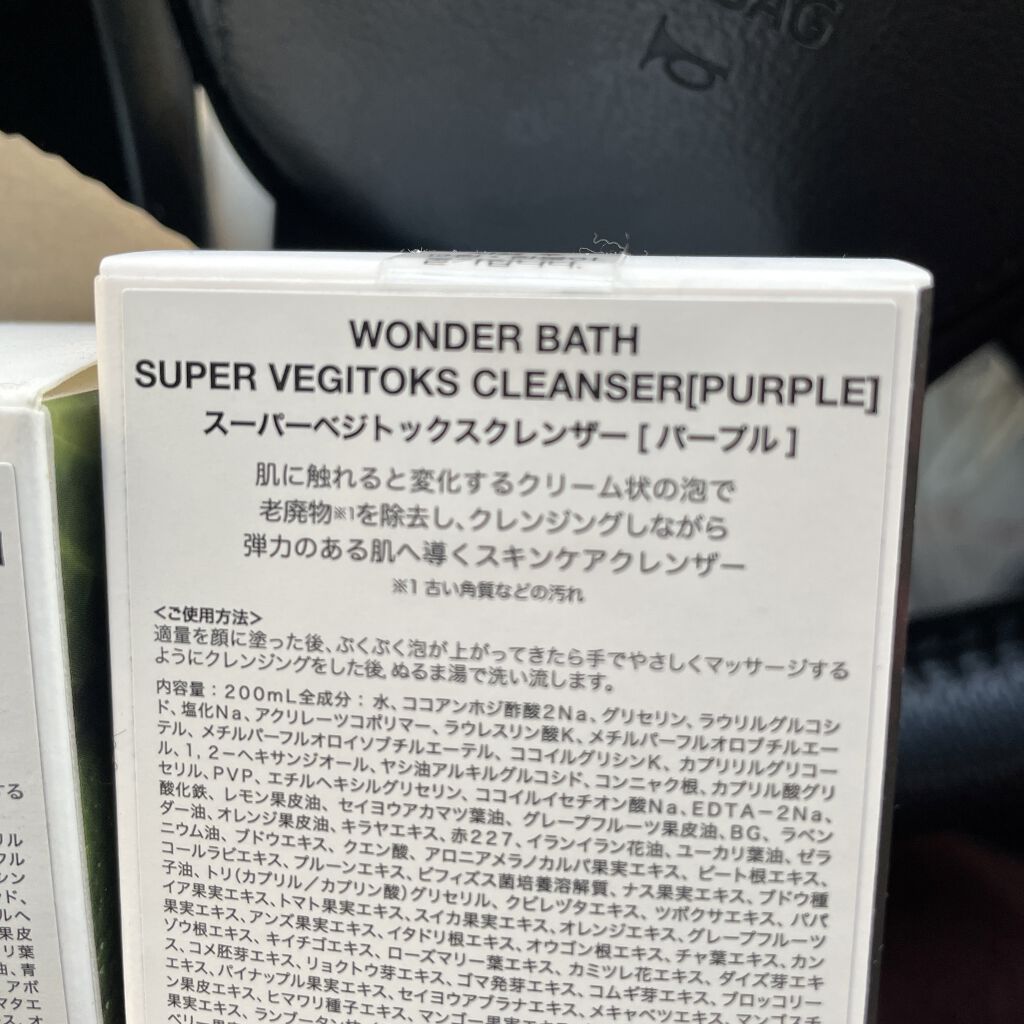 BAG
WONDER BATH
SUPER VEGITOKS CLEANSER[PURPLE]
スーパーベジトックスクレンザー [ パープル ]
肌に触れると変化するクリーム状の泡で
老廃物※1を除去し、クレンジングしながら
弾力のある肌へ導くスキンケアクレンザー
※1 古い角質などの汚れ
<ご使用方法>
適量を顔に塗った後、ぷくぷく泡が上がってきたら手でやさしくマッサージする
ようにクレンジングをした後、ぬるま湯で洗い流します。
内容量:200mL全成分:水、ココアンホジ酢酸2Na、グリセリン、ラウリルグルコシ
ド、塩化Na、アクリレーツコポリマー、ラウレスリン酸K、メチルパーフルオロブチルエー
テル、メチルパーフルオロイソブチルエーテル、ココイルグリシンK、カプリリルグリコー
ル、1, 2-ヘキサンジオール、ヤシ油アルキルグルコシド、コンニャク根、カプリル酸グリ
セリル、PVP、エチルヘキシルグリセリン、ココイルイセチオン酸Na、EDTA-2Na、
酸化鉄、レモン果皮油、セイヨウアカマツ葉油、グレープフルーツ果皮油、BG、ラベン
ダー油、オレンジ果皮油、キラヤエキス、赤227、イランイラン花油、ユーカリ葉油、ゼラ
ニウム油、ブドウエキス、クエン酸、アロニアメラノカルパ果実エキス、ビート根エキス、
コールラビエキス、プルーンエキス、ビフィズス菌培養溶解質、ナス果実エキス、ブドウ種
子油、トリ(カプリル/カプリン酸)グリセリル、クビレヅタエキス、ツボクサエキス、パパ
イア果実エキス、トマト果実エキス、スイカ果実エキス、オレンジエキス、グレープフルーツ
果実エキス、アンズ果実エキス、イタドリ根エキス、オウゴン根エキス、チャ葉エキス、カン
ゾウ根エキス、キイチゴエキス、ローズマリー葉エキス、カミツレ花エキス、ダイズ芽エキ
ス、コメ胚芽エキス、リョクトウ芽エキス、ゴマ発芽エキス、コムギ芽エキス、ブロッコリー
エキス、パイナップル果実エキス、セイヨウアブラナエキス、メキャベツエキス、マンゴスチ
ン果皮エキス、ヒマワリ種子エキス、マンゴー果実エキス